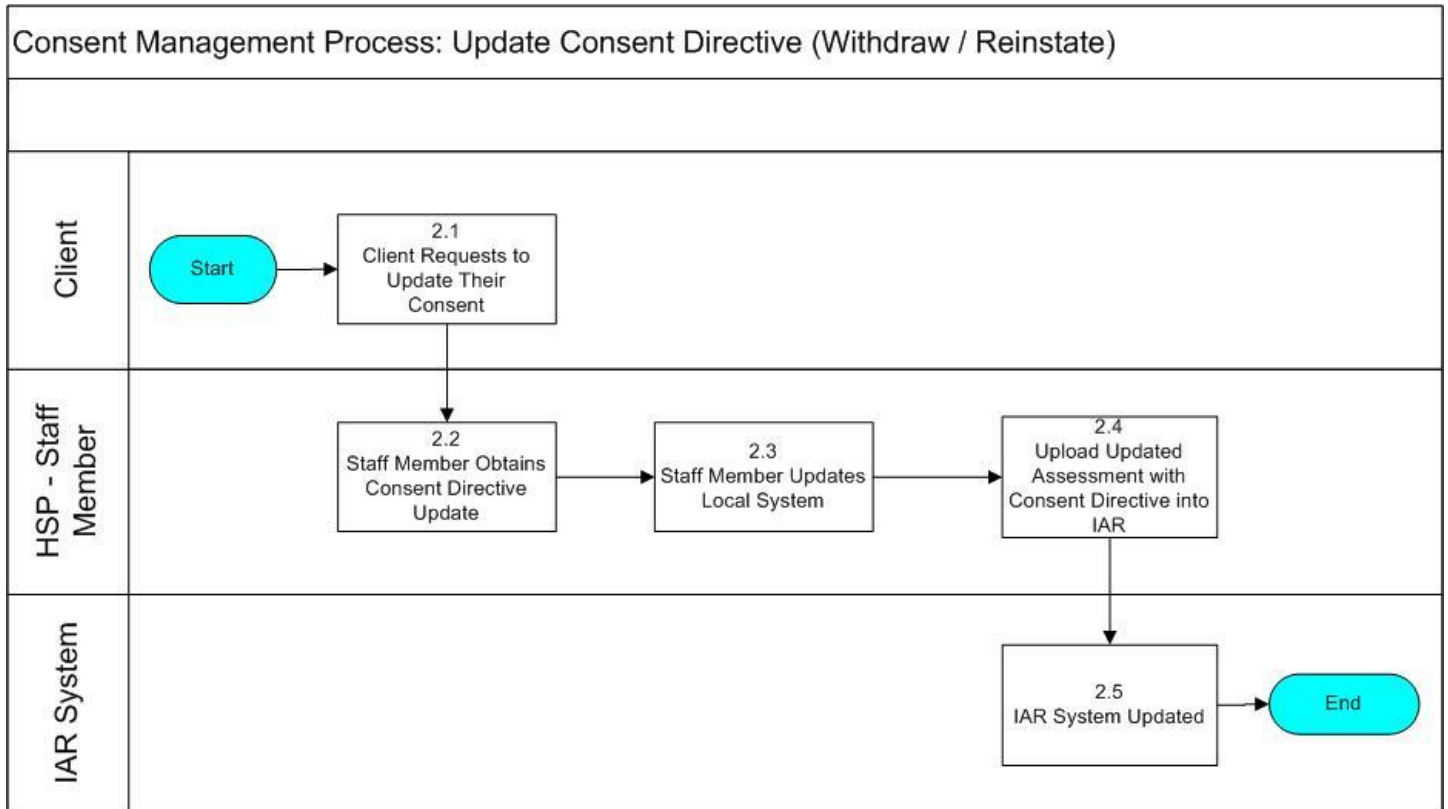 Consent Management Process: Update Consent Directive (Withdraw / Reinstate)
Client
Start
2.1
Client Requests to
Update Their
Consent
HSP - Staff
Member
2.2
Staff Member Obtains
Consent Directive
Update
2.3
Staff Member Updates
Local System
2.4
Upload Updated
Assessment with
Consent Directive into
IAR
IAR System
2.5
IAR System Updated
End